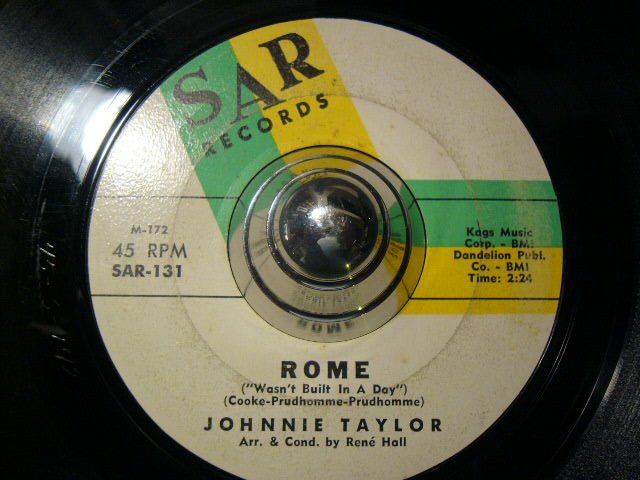 SAR
RECORDS
M-172
45 RPM
SAR-131
Kags Music
Corp. - BMI
Dandelion Publ.
Co. - BMI
Time: 2:24
ROME
("Wasn't Built In A Day")
(Cooke-Prudhomme-Prudhomme)
JOHNNIE TAYLOR
Arr. & Cond. by René Hall